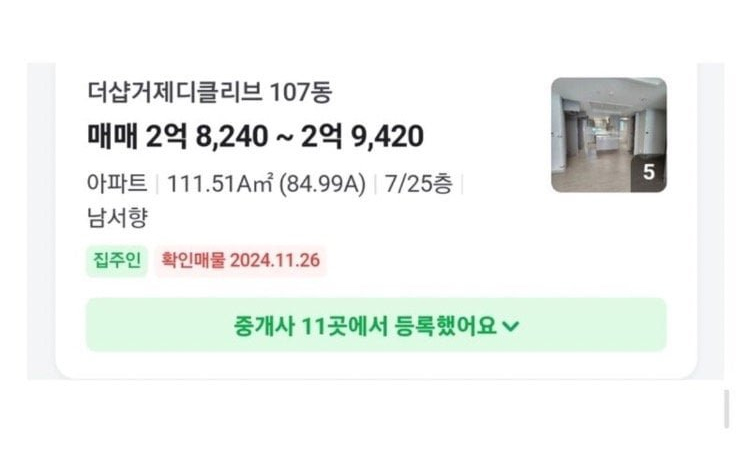 더샵거제디클리브 107동
매매 2억 8,240 ~ 2억 9,420
아파트 | 111.51A㎡ (84.99A) | 7/25층 |
남서향
5
집주인 확인매물 2024.11.26
중개사 11곳에서 등록했어요